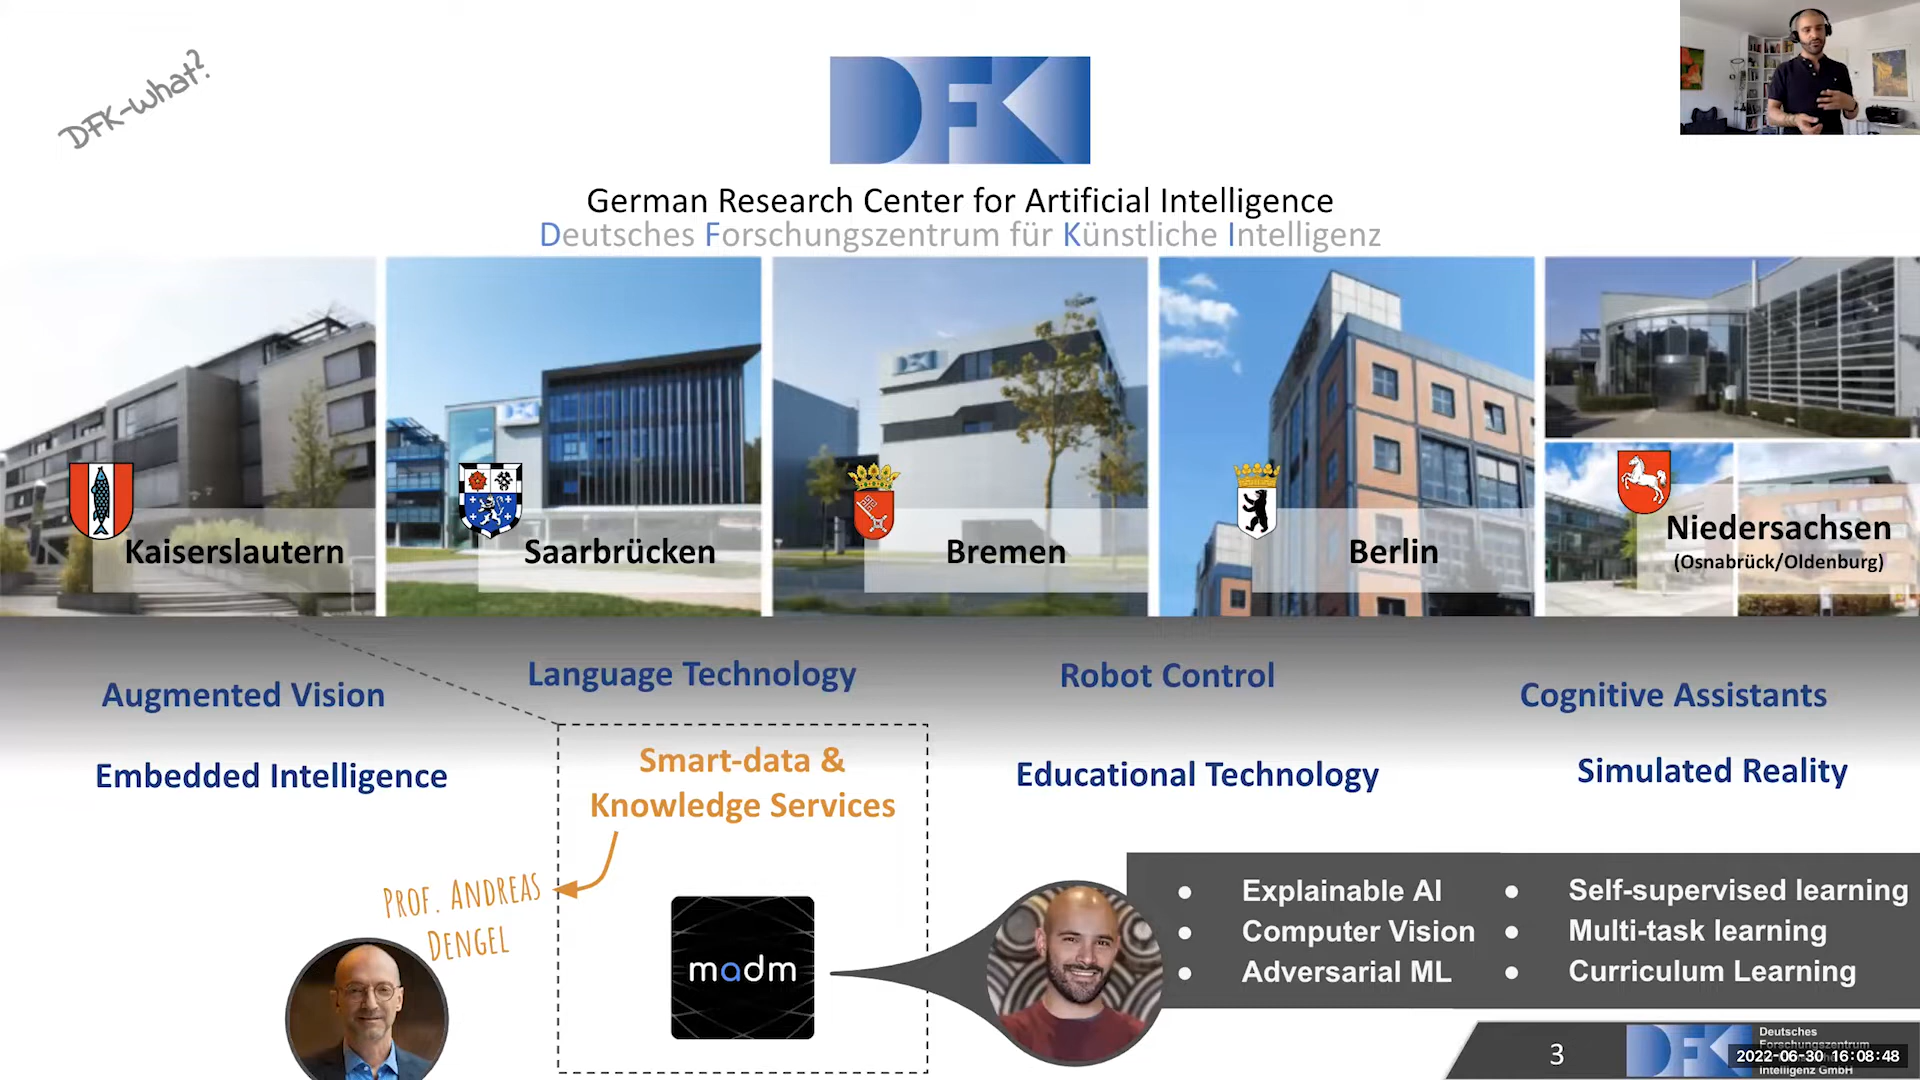 DFK-what?
DFK
German Research Center for Artificial Intelligence
Deutsches Forschungszentrum für Künstliche Intelligenz
Kaiserslautern
Saarbrücken
Bremen
Berlin
Niedersachsen
(Osnabrück/Oldenburg)
Augmented Vision
Language Technology
Robot Control
Cognitive Assistants
Embedded Intelligence
Smart-data &
Knowledge Services
Educational Technology
Simulated Reality
PROF. ANDREAS
DENGEL
madm
• Explainable AI
• Computer Vision
• Adversarial ML
• Self-supervised learning
• Multi-task learning
• Curriculum Learning
3
DFK
Deutsches
Forschungszentrum
2022-06-30 16:08:48
Intelligenz GmbH